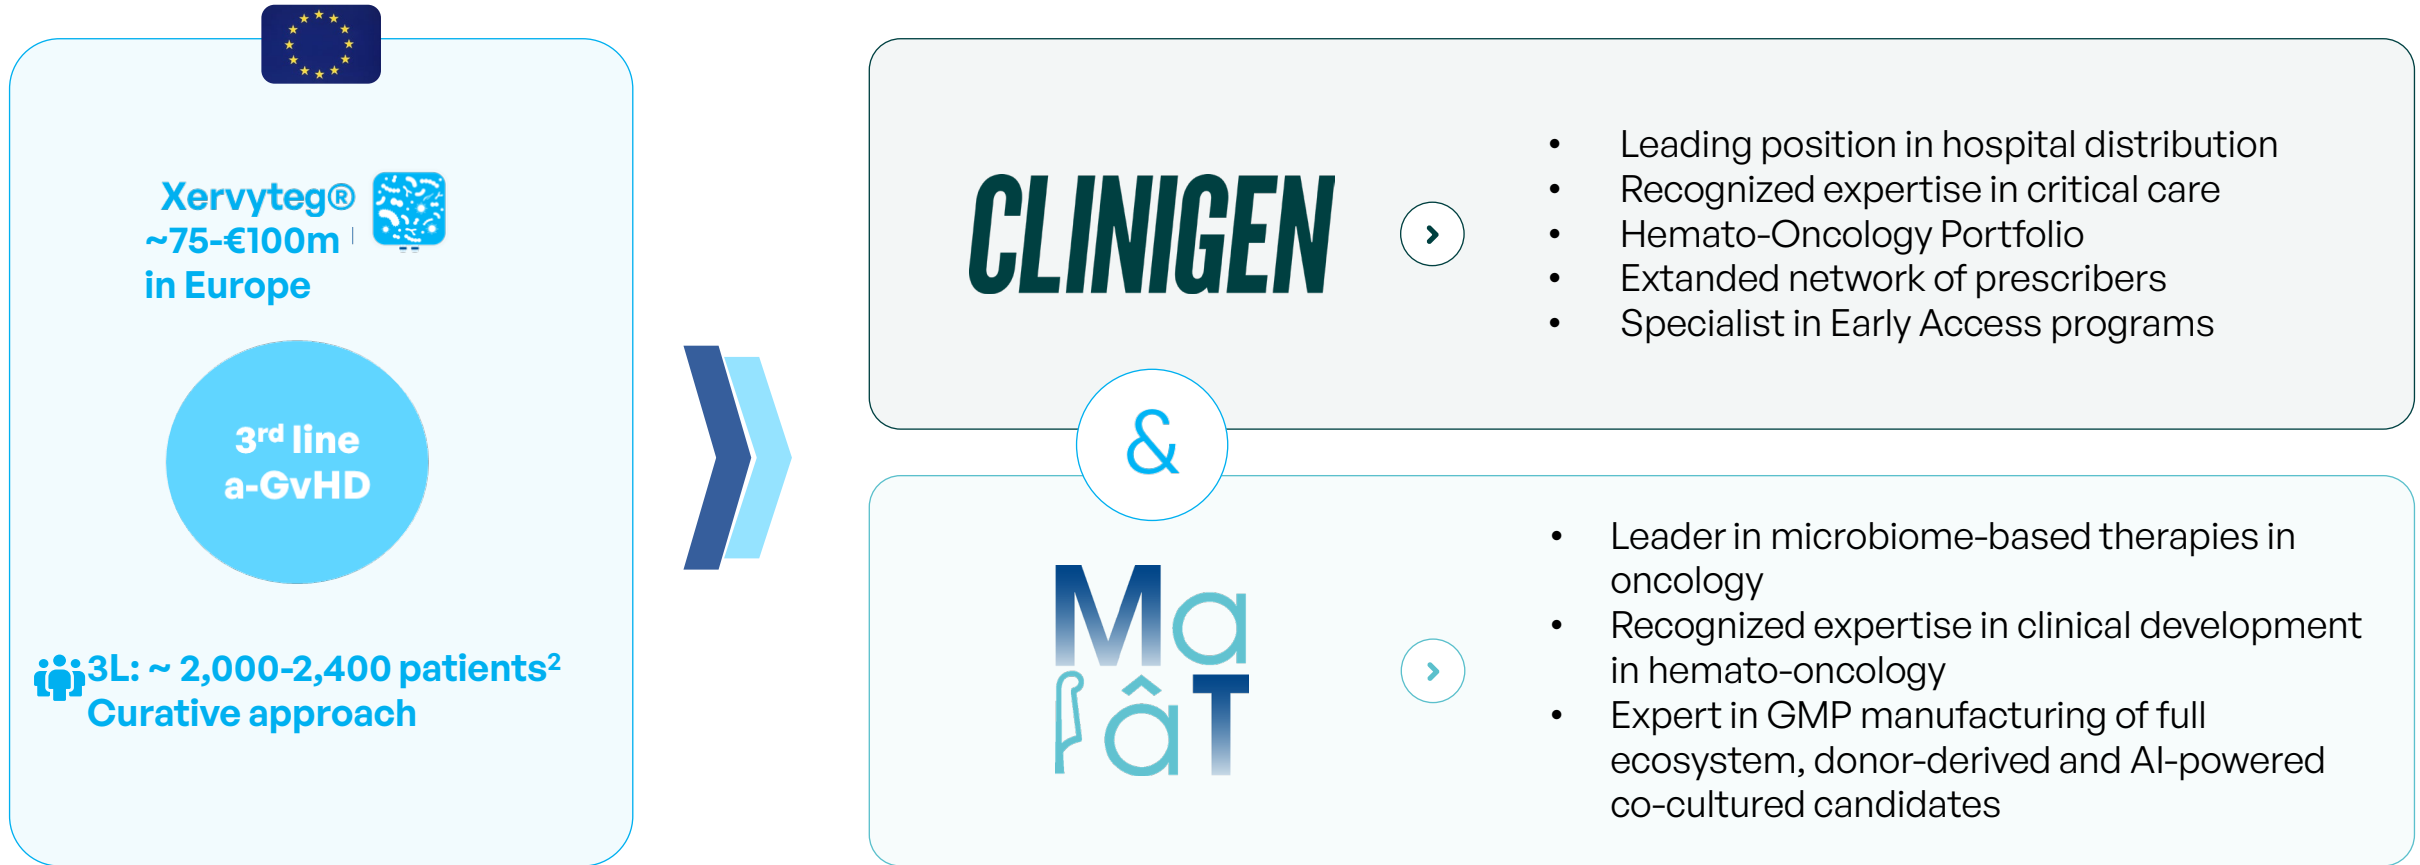 Xervyteg®
~75-€100m
in Europe
3rd line
a-GvHD
3L: ~ 2,000-2,400 patients²
Curative approach
CLINIGEN
• Leading position in hospital distribution
• Recognized expertise in critical care
• Hemato-Oncology Portfolio
• Extanded network of prescribers
• Specialist in Early Access programs
&
Ma
âT
• Leader in microbiome-based therapies in
oncology
• Recognized expertise in clinical development
in hemato-oncology
• Expert in GMP manufacturing of full
ecosystem, donor-derived and AI-powered
co-cultured candidates